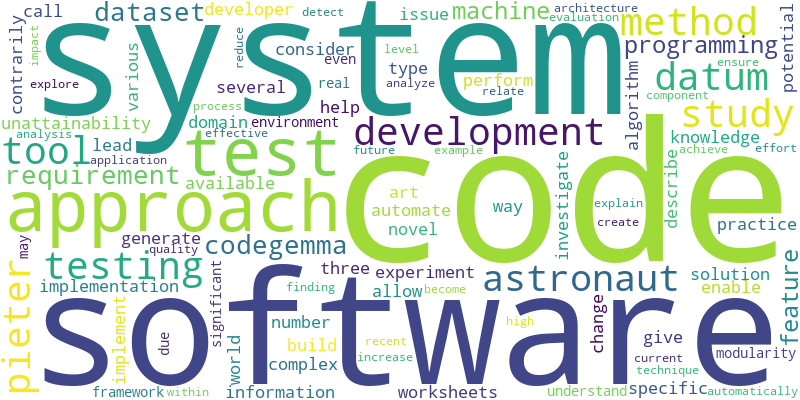 call
dataset
developer
detect
issue
machine
architecture
evaluation
method
contrarily
various
system
impact
explore
reduce
consider
even
level
type
analyze
perform
relate
programming
potential
several
real
process
help
datum
ensure
component
unattainability
analysis
domain
effective
environment
development
algorithm
study
tool
lead
application
test
future
example
knowledge
achieve
effort
requirement
available
approach
code
art
automate
novel
way
investigate
explain
create
describe
practice
may
generate
quality
codegemma
testing
three
experiment
astronaut
solution
enable
feature
pieter
implementation
implement
due
significant
finding
allow
become
software
number
build
world
complex
recent
increase
high
change
give
current
technique
modularity
framework
within
information
worksheets
understand
specific
automatically